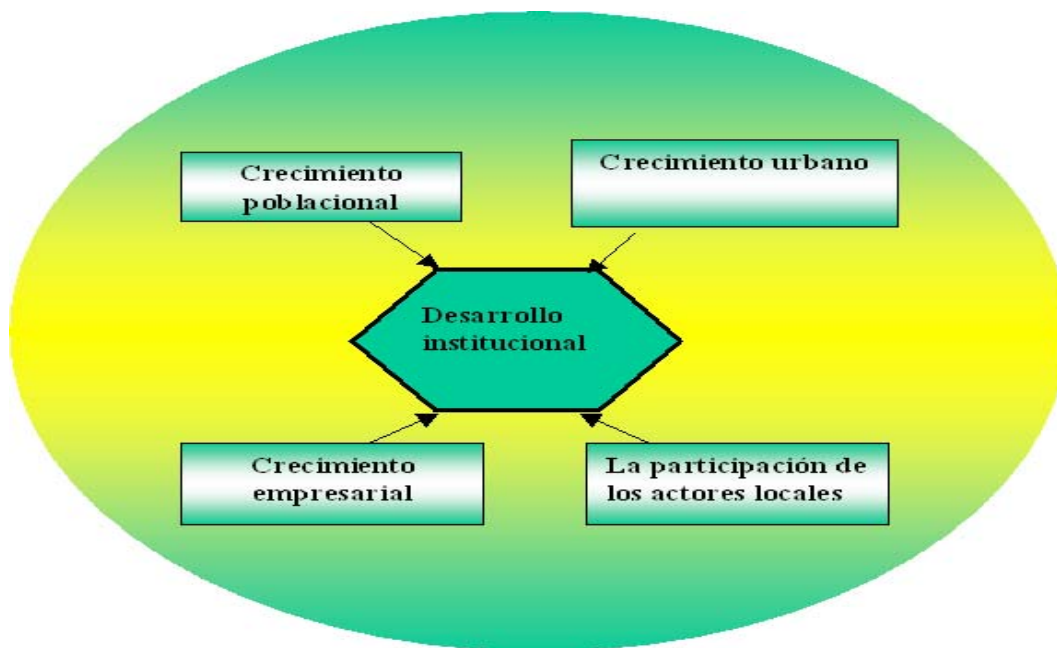 Crecimiento
poblacional
Crecimiento urbano
Desarrollo
institucional
Crecimiento
empresarial
La participación de
los actores locales